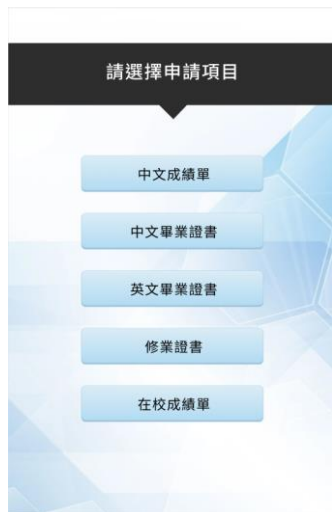 請選擇申請項目
中文成績單
中文畢業證書
英文畢業證書
修業證書
在校成績單